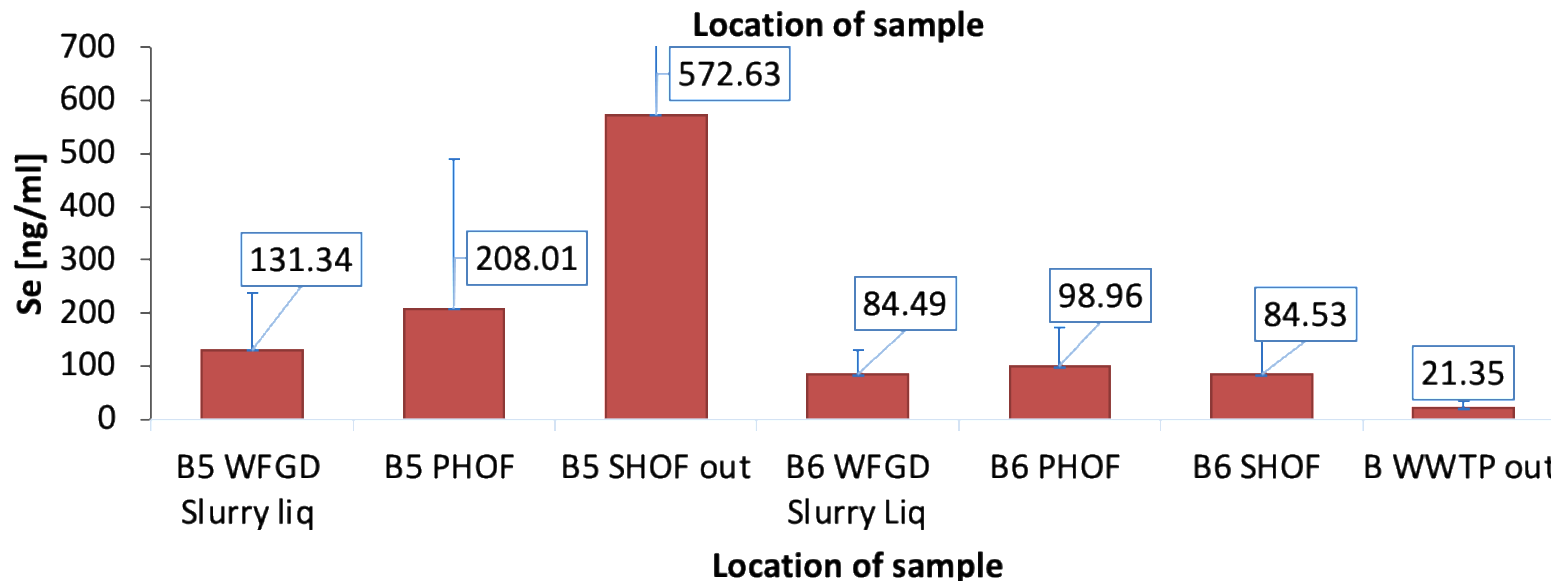 Location of sample
700
600
500
400
300
200
100
0
Se [ng/ml]
131.34
208.01
572.63
84.49
98.96
84.53
21.35
B5 WFGD
Slurry liq
B5 PHOF
B5 SHOF out
B6 WFGD
Slurry Liq
B6 PHOF
B6 SHOF
B WWTP out
Location of sample